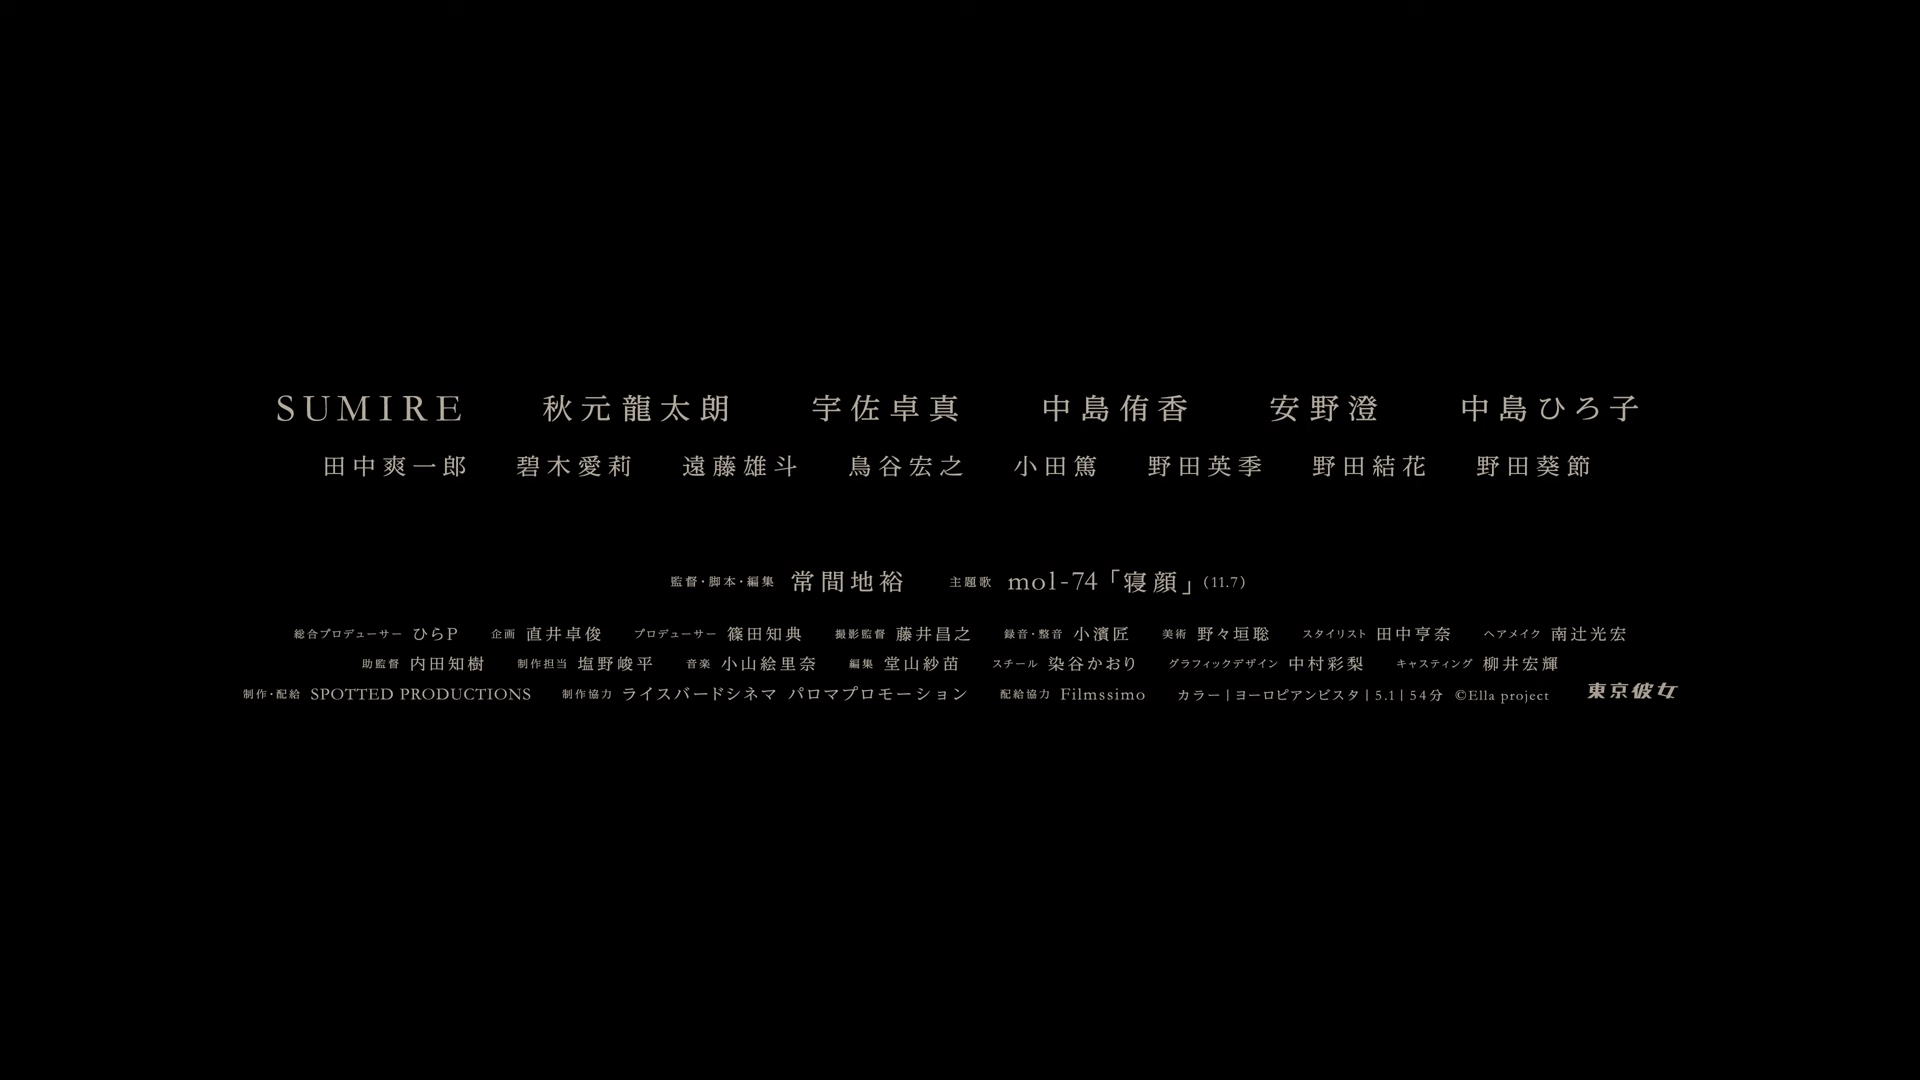 SUMIRE 秋元龍太朗 宇佐卓真 中島侑香 安野澄 中島ひろ子
田中爽一郎 碧木愛莉 遠藤雄斗 鳥谷宏之 小田篤 野田英季 野田結花 野田葵節
監督・脚本・編集 常間地裕 主題歌 mol-74「寝顔」(11.7)
総合プロデューサー ひらP 企画 直井卓俊 プロデューサー 篠田知典 撮影監督 藤井昌之 録音・整音 小濱匠 美術 野々垣聡 スタイリスト 田中亨奈 ヘアメイク 南辻光宏
助監督 内田知樹 制作担当 塩野峻平 音楽 小山絵里奈 編集 堂山紗苗 スチール 染谷かおり グラフィックデザイン 中村彩梨 キャスティング 柳井宏輝
制作・配給 SPOTTED PRODUCTIONS 制作協力 ライスバードシネマ パロマプロモーション 配給協力 Filmssimo カラー|ヨーロピアンビスタ|5.1|54分 ©Ella project 東京彼女